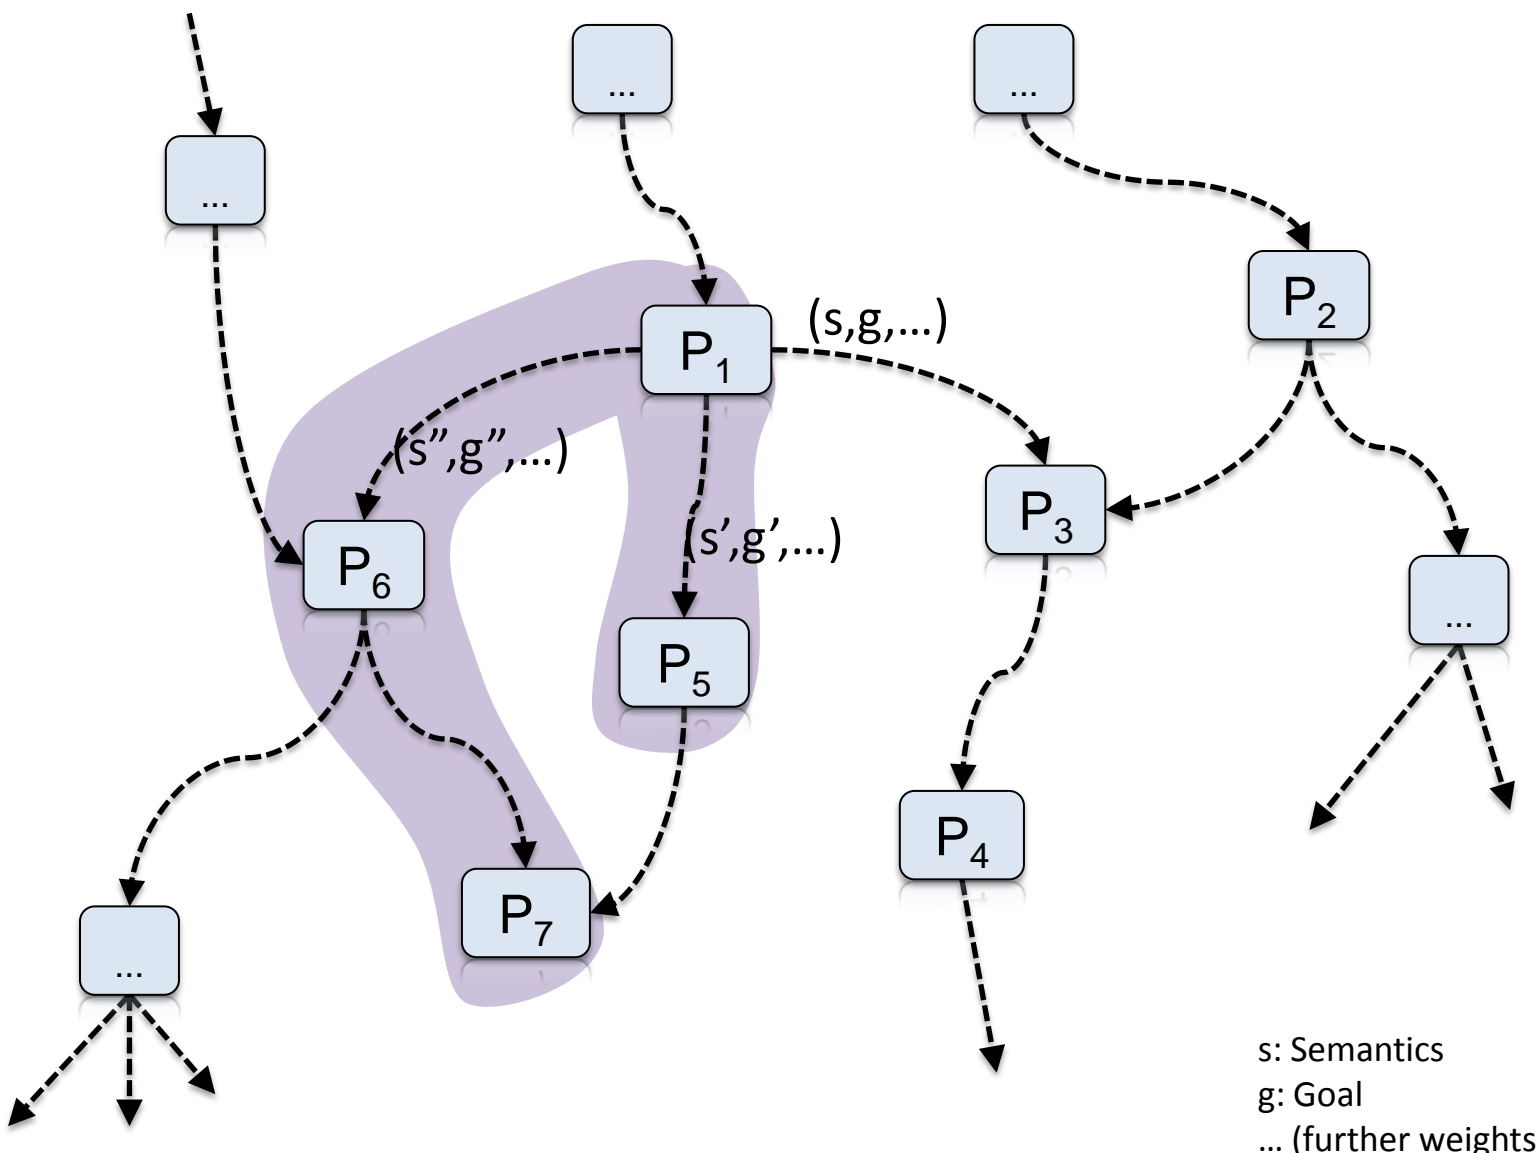 ...
...
...
P2
(s,g,...)
P1
(s”,g”,...)
P3
(s’,g’,...)
P6
...
P5
P4
P7
...
s: Semantics
g: Goal
... (further weights